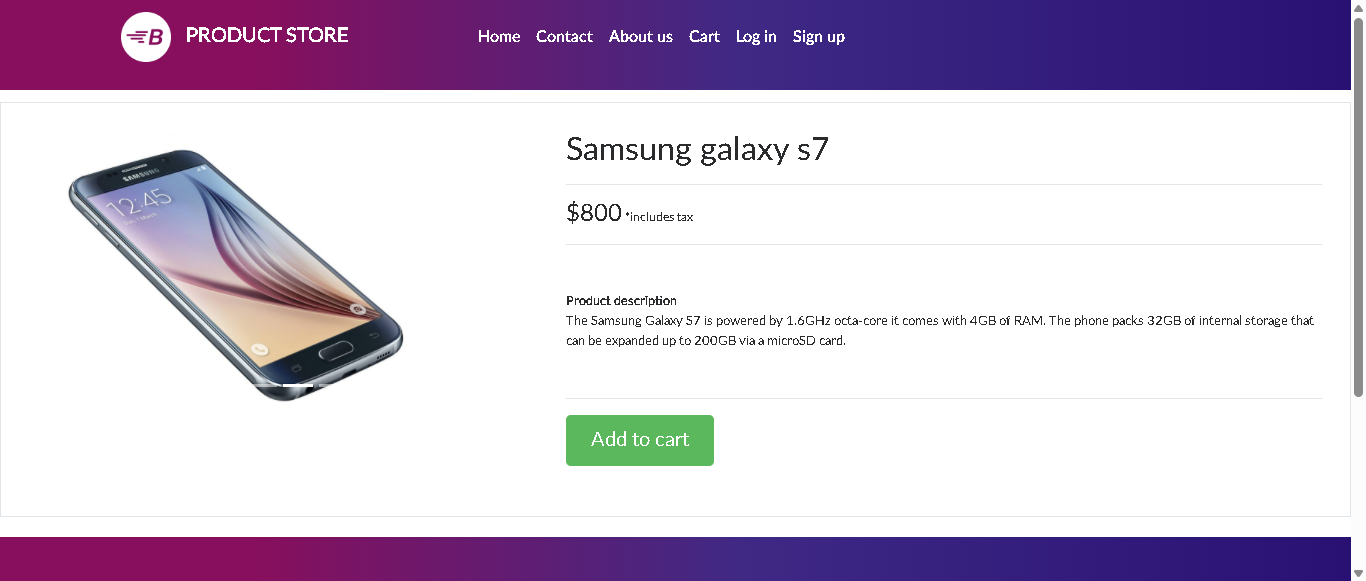 B PRODUCT STORE Home Contact About us Cart Log in Sign up
SAMSUNG
12:45
Samsung galaxy s7
$800 *includes tax
Product description
The Samsung Galaxy S7 is powered by 1.6GHz octa-core it comes with 4GB of RAM. The phone packs 32GB of internal storage that
can be expanded up to 200GB via a microSD card.
Add to cart